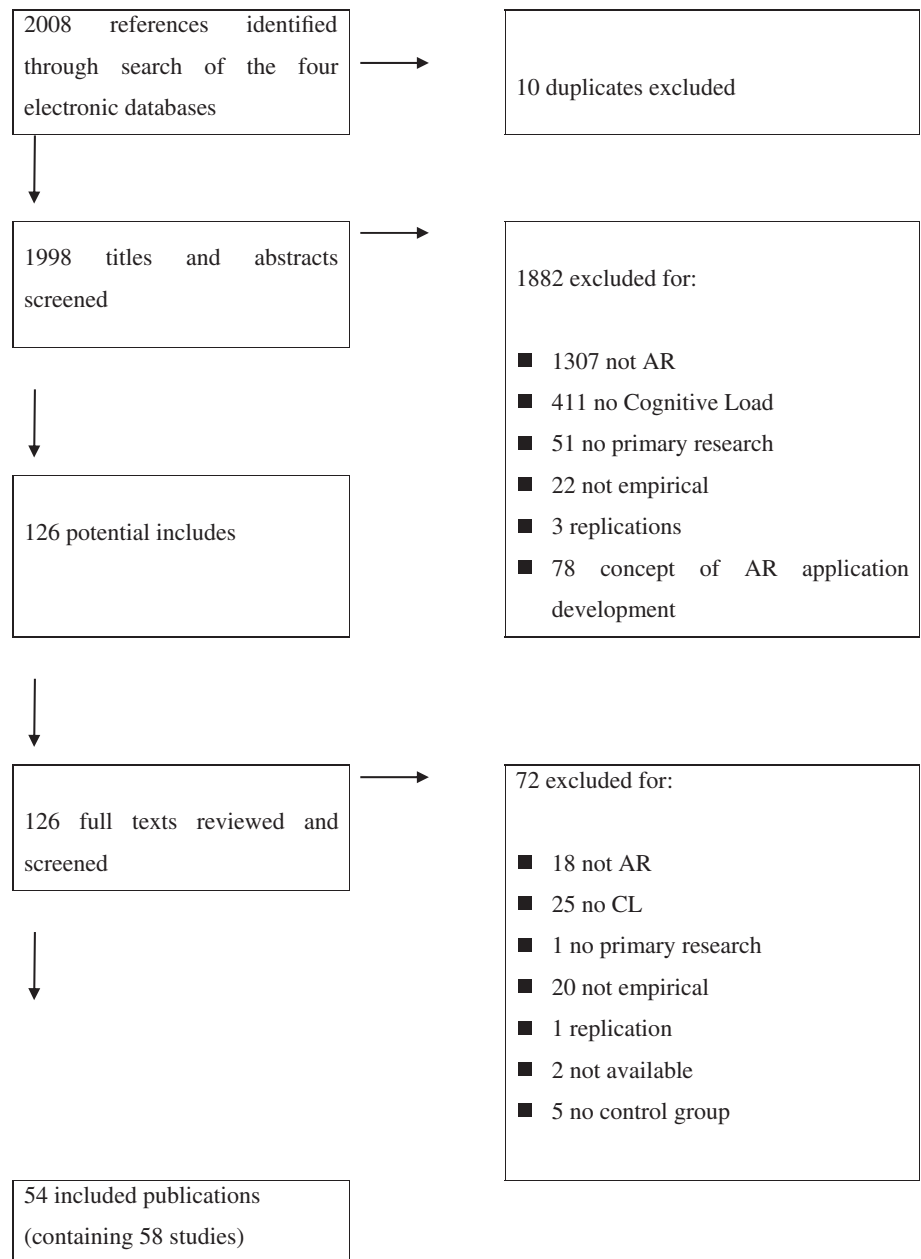 2008 references identified
through search of the four
electronic databases
10 duplicates excluded
1998 titles and abstracts
screened
1882 excluded for:
■ 1307 not AR
■ 411 no Cognitive Load
■ 51 no primary research
■ 22 not empirical
■ 3 replications
■ 78 concept of AR application
development
126 potential includes
126 full texts reviewed and
screened
72 excluded for:
■ 18 not AR
■ 25 no CL
■ 1 no primary research
■ 20 not empirical
■ 1 replication
■ 2 not available
■ 5 no control group
54 included publications
(containing 58 studies)